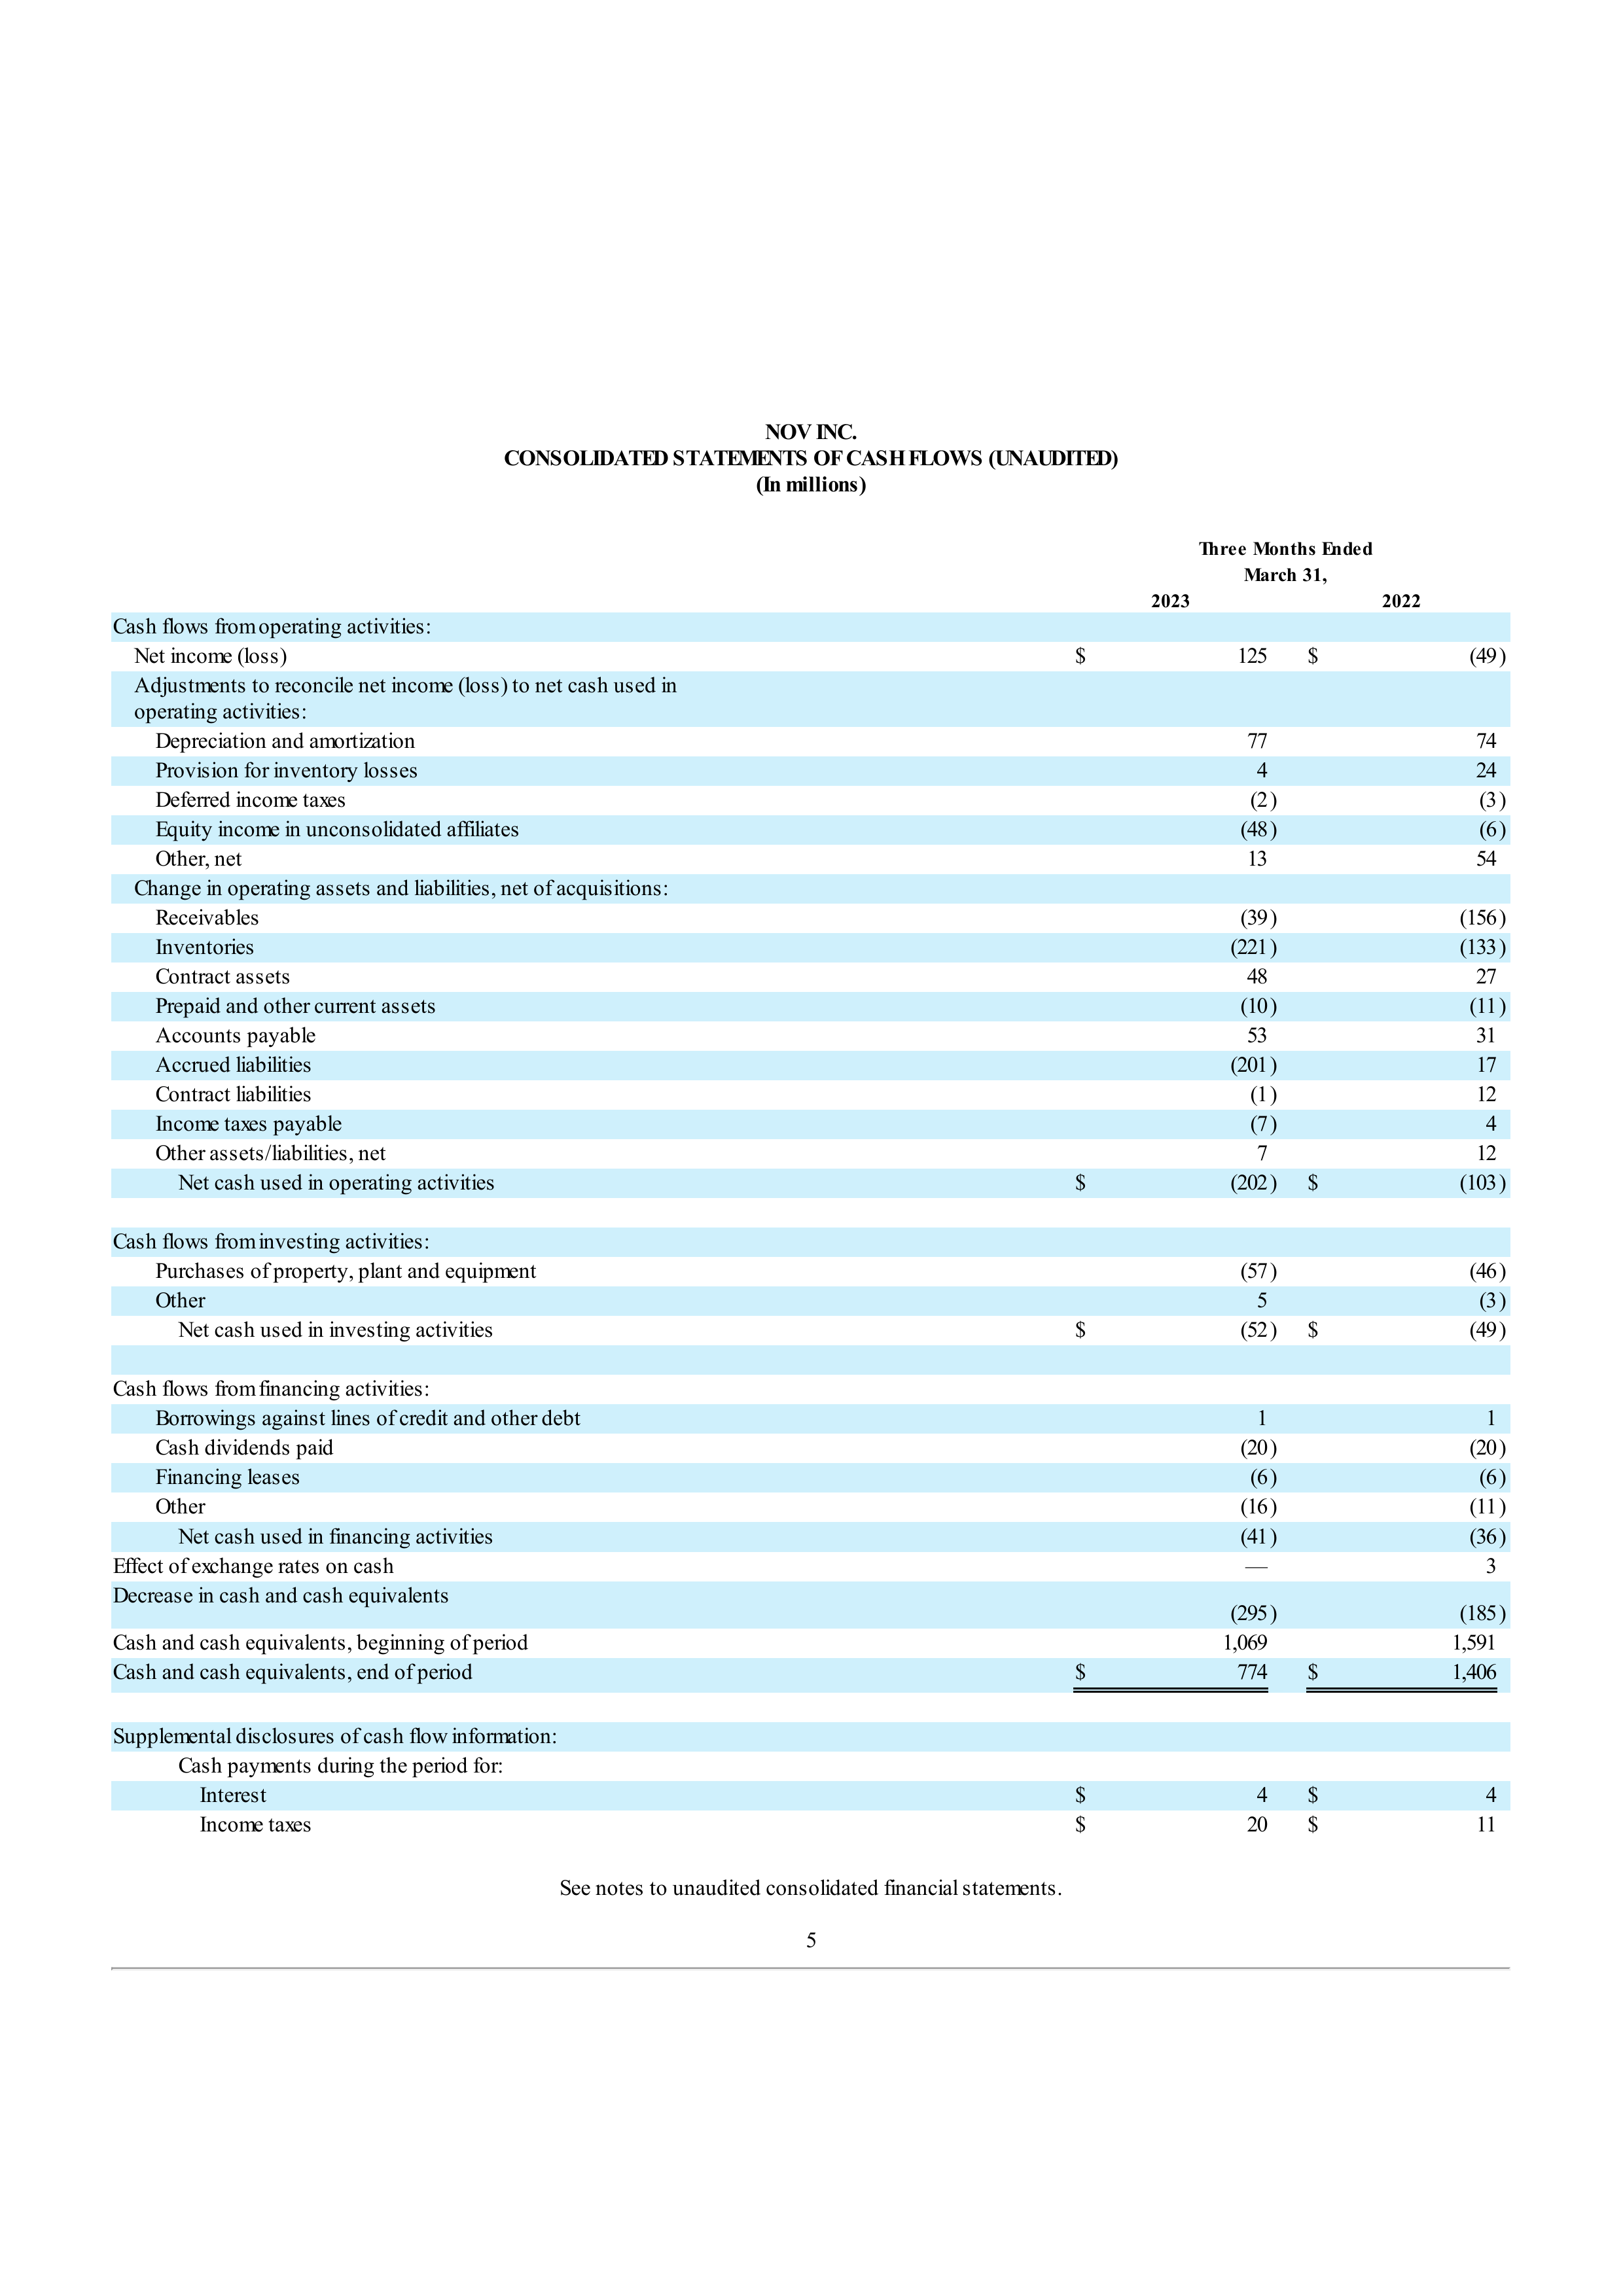 NOV INC.
CONSOLIDATED STATEMENTS OF CASH FLOWS (UNAUDITED)
(In millions)
Three Months Ended
March 31,
2023 2022
Cash flows from operating activities:
Net income (loss) $ 125 $ (49)
Adjustments to reconcile net income (loss) to net cash used in
operating activities:
Depreciation and amortization 77 74
Provision for inventory losses 4 24
Deferred income taxes (2) (3)
Equity income in unconsolidated affiliates (48) (6)
Other, net 13 54
Change in operating assets and liabilities, net of acquisitions:
Receivables (39) (156)
Inventories (221) (133)
Contract assets 48 27
Prepaid and other current assets (10) (11)
Accounts payable 53 31
Accrued liabilities (201) 17
Contract liabilities (1) 12
Income taxes payable (7) 4
Other assets/liabilities, net 7 12
Net cash used in operating activities $ (202) $ (103)
Cash flows from investing activities:
Purchases of property, plant and equipment (57) (46)
Other 5 (3)
Net cash used in investing activities $ (52) $ (49)
Cash flows from financing activities:
Borrowings against lines of credit and other debt 1 1
Cash dividends paid (20) (20)
Financing leases (6) (6)
Other (16) (11)
Net cash used in financing activities (41) (36)
Effect of exchange rates on cash — 3
Decrease in cash and cash equivalents (295) (185)
Cash and cash equivalents, beginning of period 1,069 1,591
Cash and cash equivalents, end of period $ 774 $ 1,406
Supplemental disclosures of cash flow information:
Cash payments during the period for:
Interest $ 4 $ 4
Income taxes $ 20 $ 11
See notes to unaudited consolidated financial statements.
5